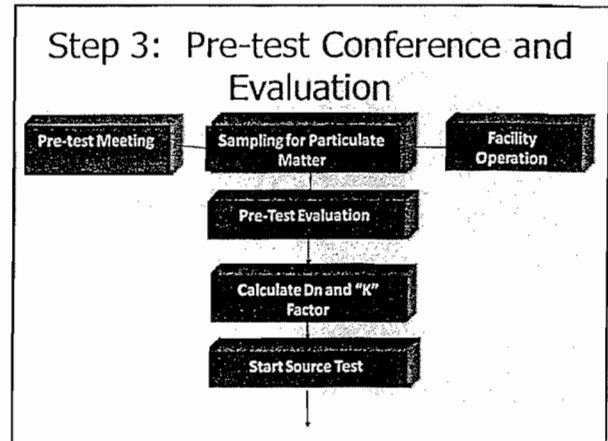 Step 3: Pre-test Conference and
Evaluation
Pre-test Meeting
Sampling for Particulate
Matter
Facility
Operation
Pre-Test Evaluation
Calculate Dn and "K"
Factor
Start Source Test